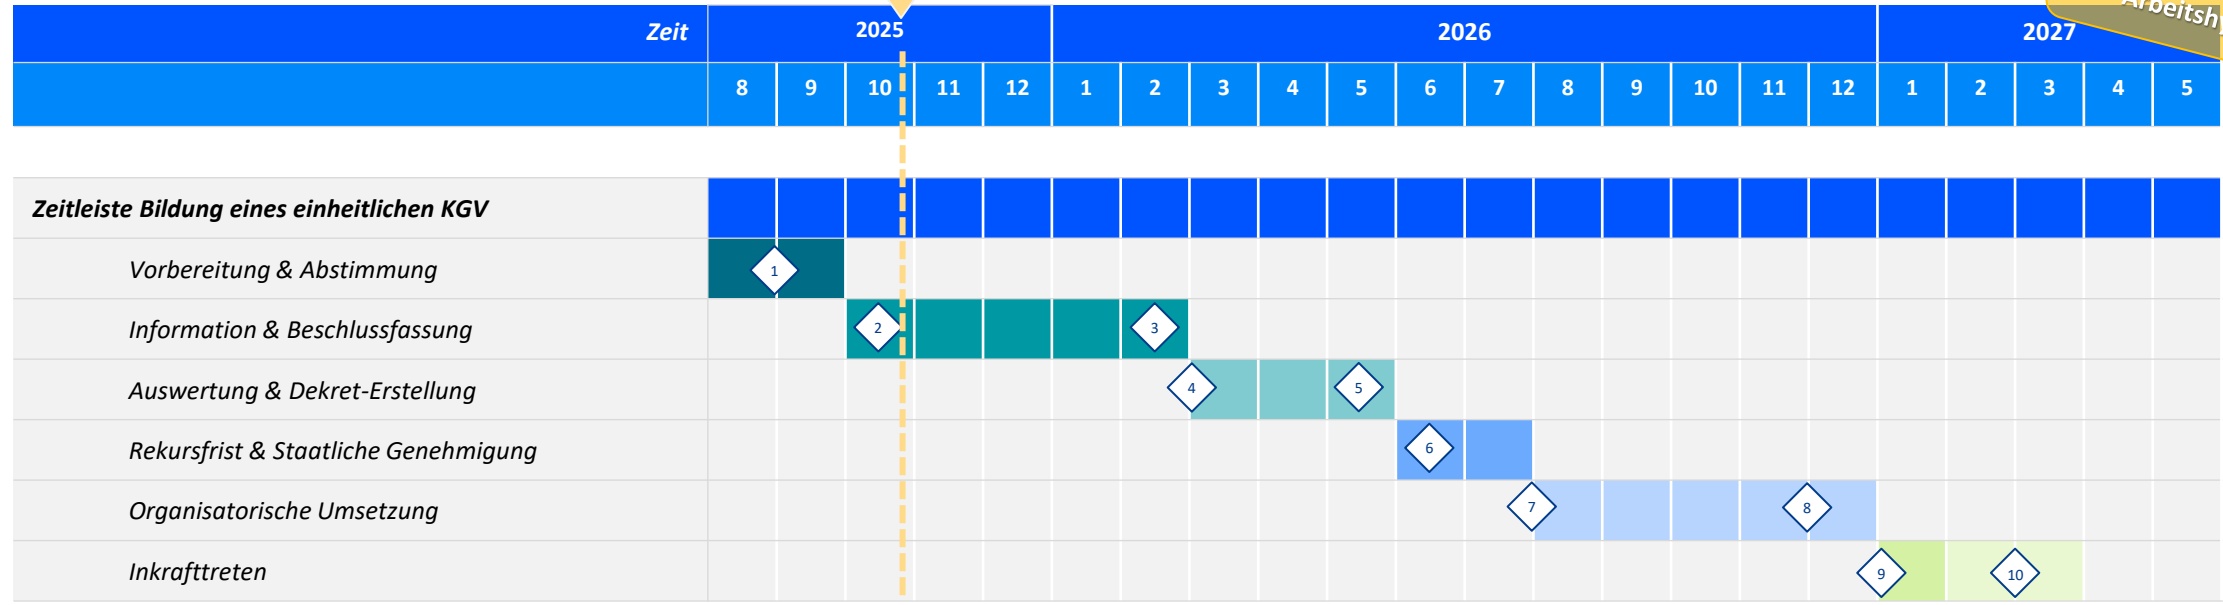 Zeit 2025 2026 2027
8 9 10 11 12 1 2 3 4 5 6 7 8 9 10 11 12 1 2 3 4 5
Zeitleiste Bildung eines einheitlichen KGV
Vorbereitung & Abstimmung 1
Information & Beschlussfassung 2 3
Auswertung & Dekret-Erstellung 4 5
Rekursfrist & Staatliche Genehmigung 6
Organisatorische Umsetzung 7 8
Inkrafttreten 9 10